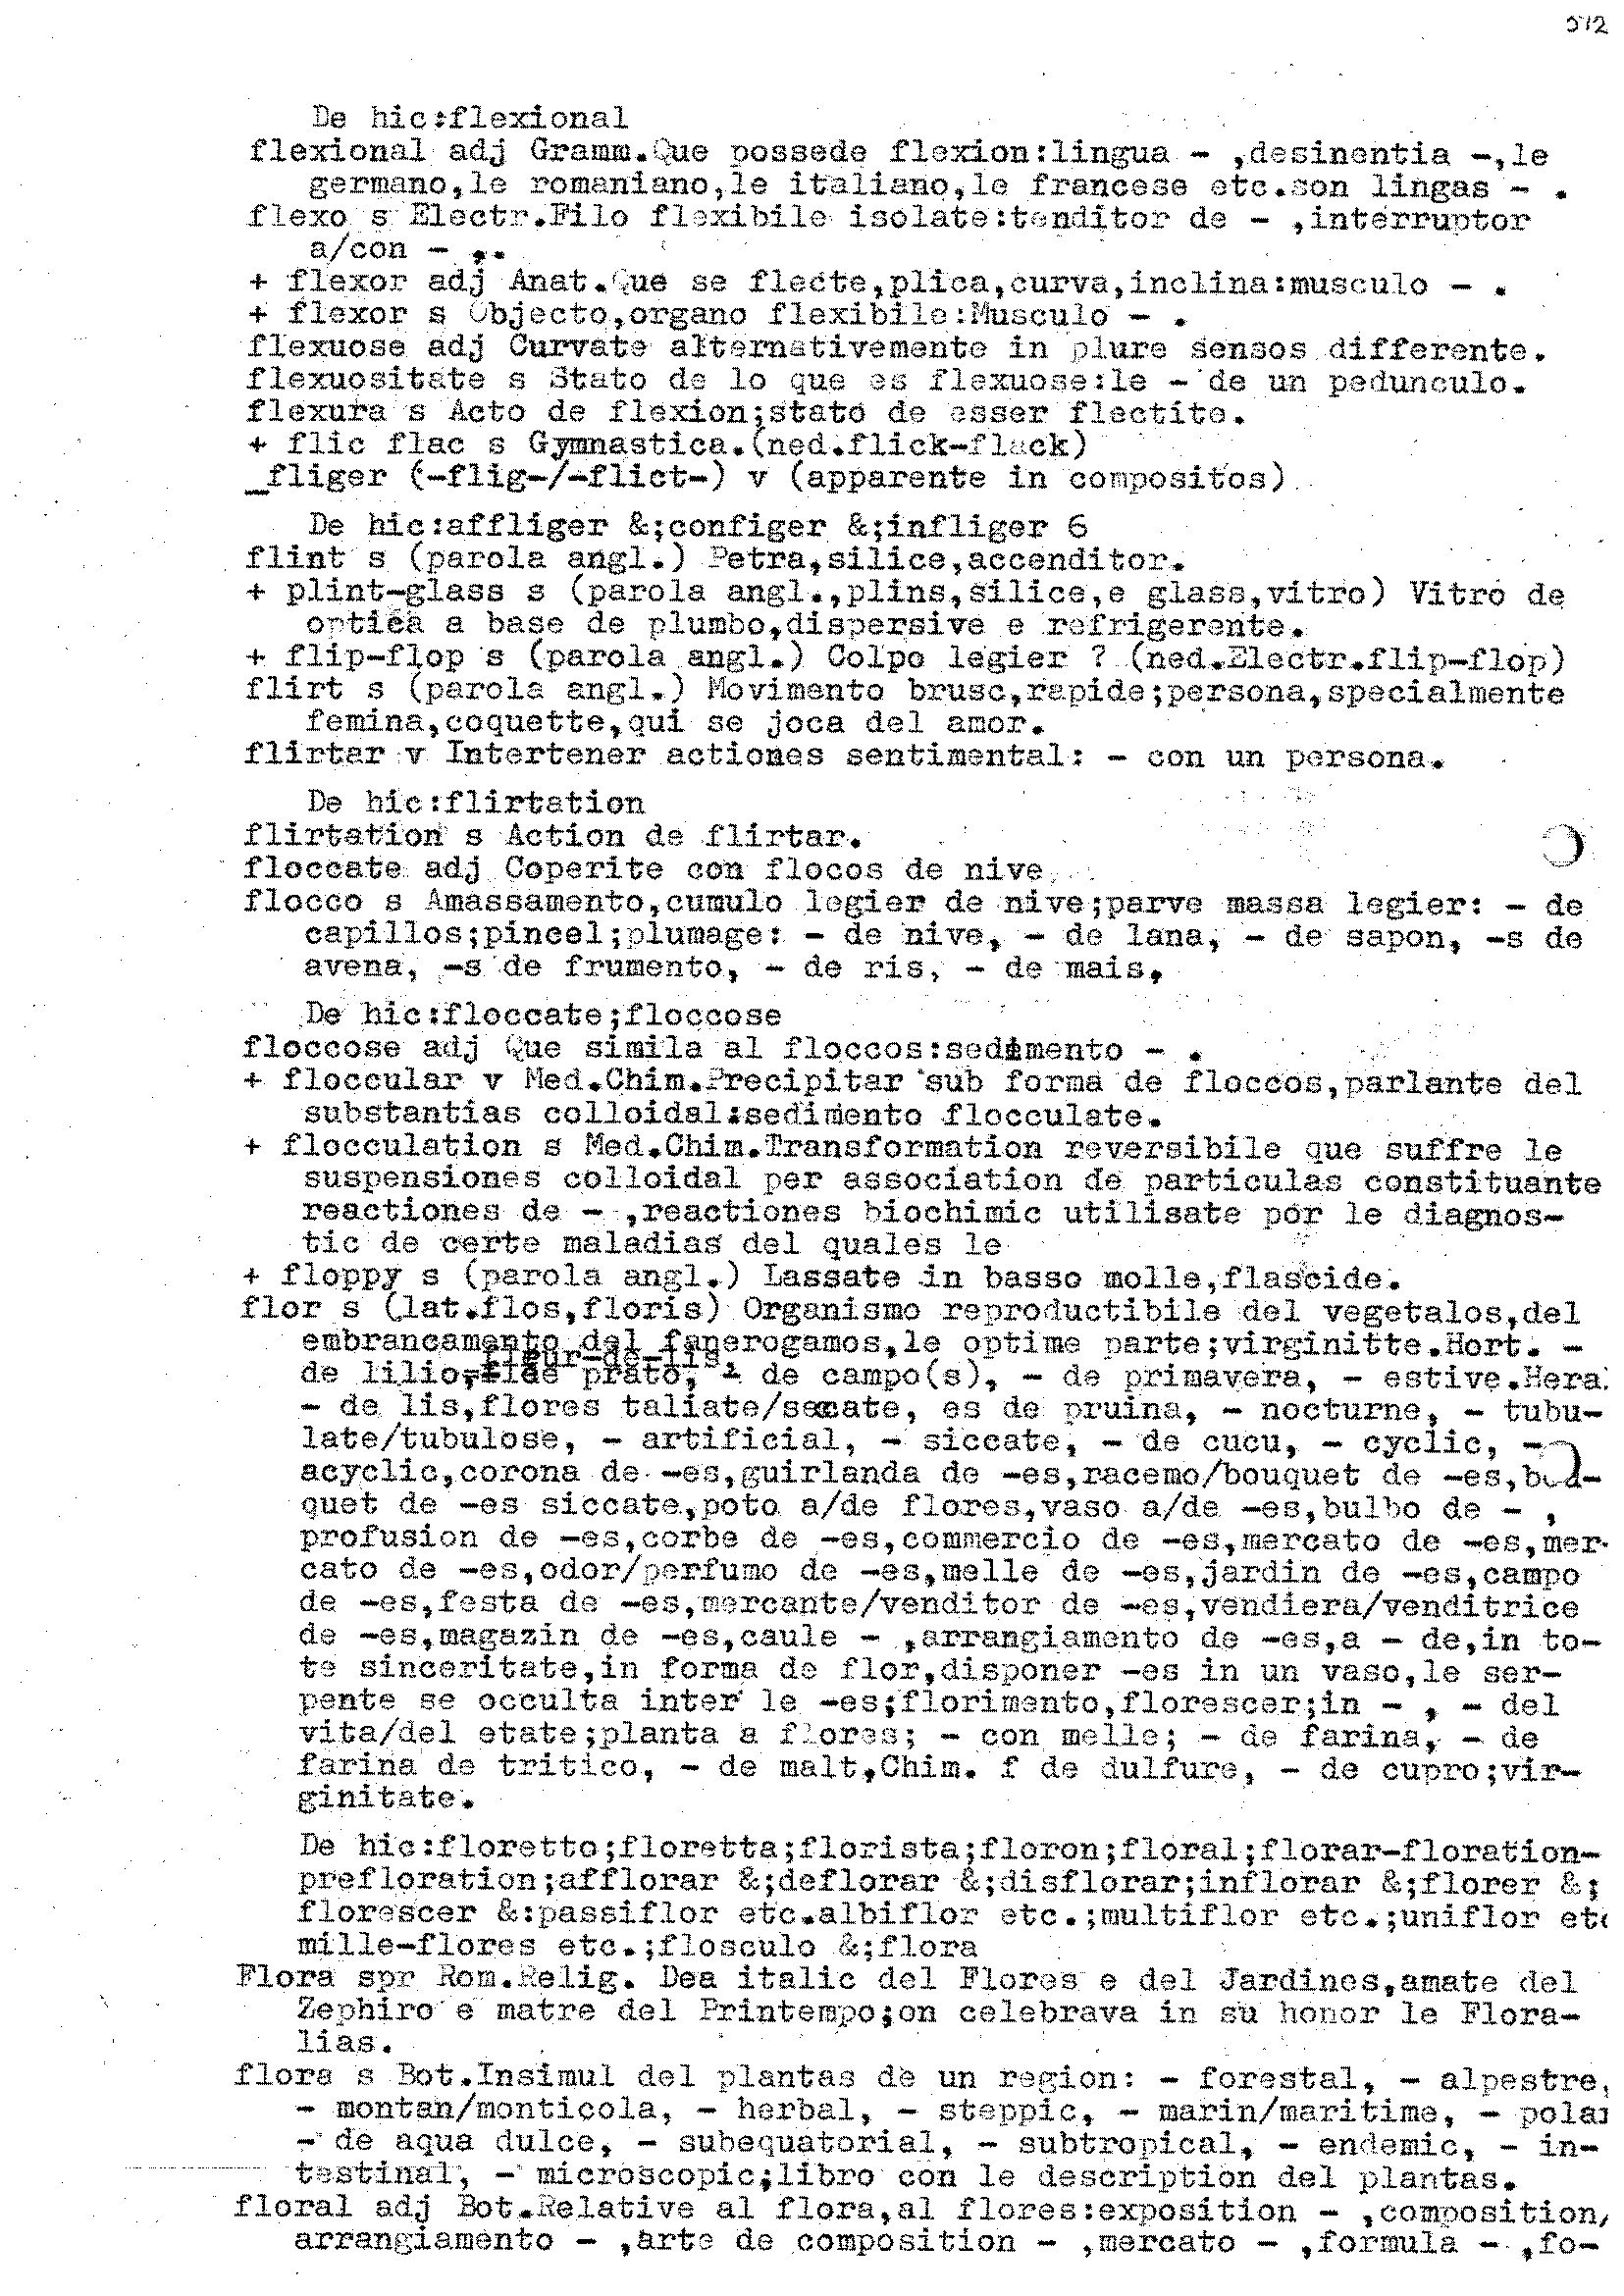 572
De hic:flexional
flexional adj Gramm.Que possede flexion:lingua - ,desinentia -,le
germano,le romaniano,le italiano,le francese etc.son lingas - .
flexo s Electr.Filo flexibile isolate:tenditor de - ,interruptor
a/con - ,.
+ flexor adj Anat.Que se flecte,plica,curva,inclina:musculo - .
+ flexor s Objecto,organo flexibile:Musculo - .
flexuose adj Curvate alternativemente in plure sensos differente.
flexuositate s Stato de lo que es flexuose:le - de un pedunculo.
flexura s Acto de flexion;stato de esser flectite.
+ flic flac s Gymnastica.(ned.flick-flack)
_fliger (-flig-/-flict-) v (apparente in compositos)
De hic:affliger &;configer &;infliger 6
flint s (parola angl.) Petra,silice,accenditor.
+ plint-glass s (parola angl.,plins,silice,e glass,vitro) Vitro de
optica a base de plumbo,dispersive e refrigerente.
+ flip-flop s (parola angl.) Colpo legier ? (ned.Electr.flip-flop)
flirt s (parola angl.) Movimento brusc,rapide;persona,specialmente
femina,coquette,qui se joca del amor.
flirtar v Intertener actiones sentimental: - con un persona.
De hic:flirtation
flirtation s Action de flirtar.
floccate adj Coperite con flocos de nive
flocco s Amassamento,cumulo legier de nive;parve massa legier: - de
capillos;pincel;plumage: - de nive, - de lana, - de sapon, -s de
avena, -s de frumento, - de ris, - de mais,
De hic:floccate;floccose
floccose adj Que simila al floccos:sedimento - .
+ floccular v Med.Chim.Precipitar sub forma de floccos,parlante del
substantias colloidal:sedimento flocculate.
+ flocculation s Med.Chim.Transformation reversibile que suffre le
suspensiones colloidal per association de particulas constituante
reactiones de - ,reactiones biochimic utilisate por le diagnos-
tic de certe maladias del quales le
+ floppy s (parola angl.) Lassate in basso molle,flascide.
flor s (lat.flos,floris) Organismo reproductibile del vegetalos,del
embrancamento del fanerogamos,le optime parte;virginitte.Hort. -
fleur-de-lis,
de lilio, de prato, - de campo(s), - de primavera, - estive.Hera
- de lis,flores taliate/secate, es de pruina, - nocturne, - tubu-
late/tubulose, - artificial, - siccate, - de cucu, - cyclic, -
acyclic,corona de -es,guirlanda de -es,racemo/bouquet de -es,bou-
quet de -es siccate,poto a/de flores,vaso a/de -es,bulbo de - ,
profusion de -es,corbe de -es,commercio de -es,mercato de -es,mer-
cato de -es,odor/perfumo de -es,melle de -es,jardin de -es,campo
de -es,festa de -es,mercante/venditor de -es,vendiera/venditrice
de -es,magazin de -es,caule - ,arrangiamento de -es,a - de,in to-
te sinceritate,in forma de flor,disponer -es in un vaso,le ser-
pente se occulta inter le -es;florimento,florescer;in - , - del
vita/del etate;planta a flores; - con melle; - de farina, - de
farina de tritico, - de malt,Chim. f de dulfure, - de cupro;vir-
ginitate.
De hic:floretto;floretta;florista;floron;floral;florar-floration-
prefloration;afflorar &;deflorar &;disflorar;inflorar &;florer &;
florescer &:passiflor etc.albiflor etc.;multiflor etc.;uniflor etc
mille-flores etc.;flosculo &;flora
Flora spr Rom.Relig. Dea italic del Flores e del Jardines,amate del
Zephiro e matre del Printempo;on celebrava in su honor le Flora-
lias.
flora s Bot.Insimul del plantas de un region: - forestal, - alpestre,
- montan/monticola, - herbal, - steppic, - marin/maritime, - polar
- de aqua dulce, - subequatorial, - subtropical, - endemic, - in-
testinal, - microscopic;libro con le description del plantas.
floral adj Bot.Relative al flora,al flores:exposition - ,composition/
arrangiamento - ,arte de composition - ,mercato - ,formula - ,fo-